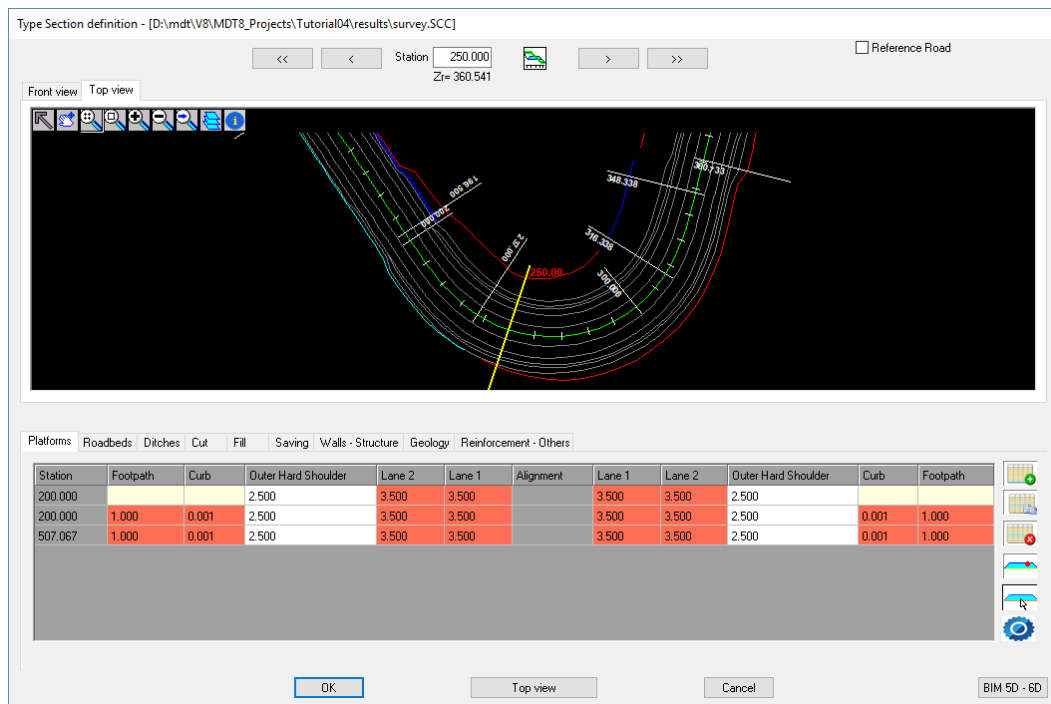 Type Section definition - [D:\mdt\V8\MDT8_Projects\Tutorial04\results\survey.SCC]
<< < Station 250.000 > >> Reference Road
Zr= 360.541
Front view Top view
196.500
200.000
237.000
250.00
300.000
316.338
348.338
360.733
Platforms Roadbeds Ditches Cut Fill Saving Walls - Structure Geology Reinforcement - Others
Station Footpath Curb Outer Hard Shoulder Lane 2 Lane 1 Alignment Lane 1 Lane 2 Outer Hard Shoulder Curb Footpath
200.000 2.500 3.500 3.500 3.500 3.500 2.500
200.000 1.000 0.001 2.500 3.500 3.500 3.500 3.500 2.500 0.001 1.000
507.067 1.000 0.001 2.500 3.500 3.500 3.500 3.500 2.500 0.001 1.000
OK Top view Cancel BIM 5D - 6D